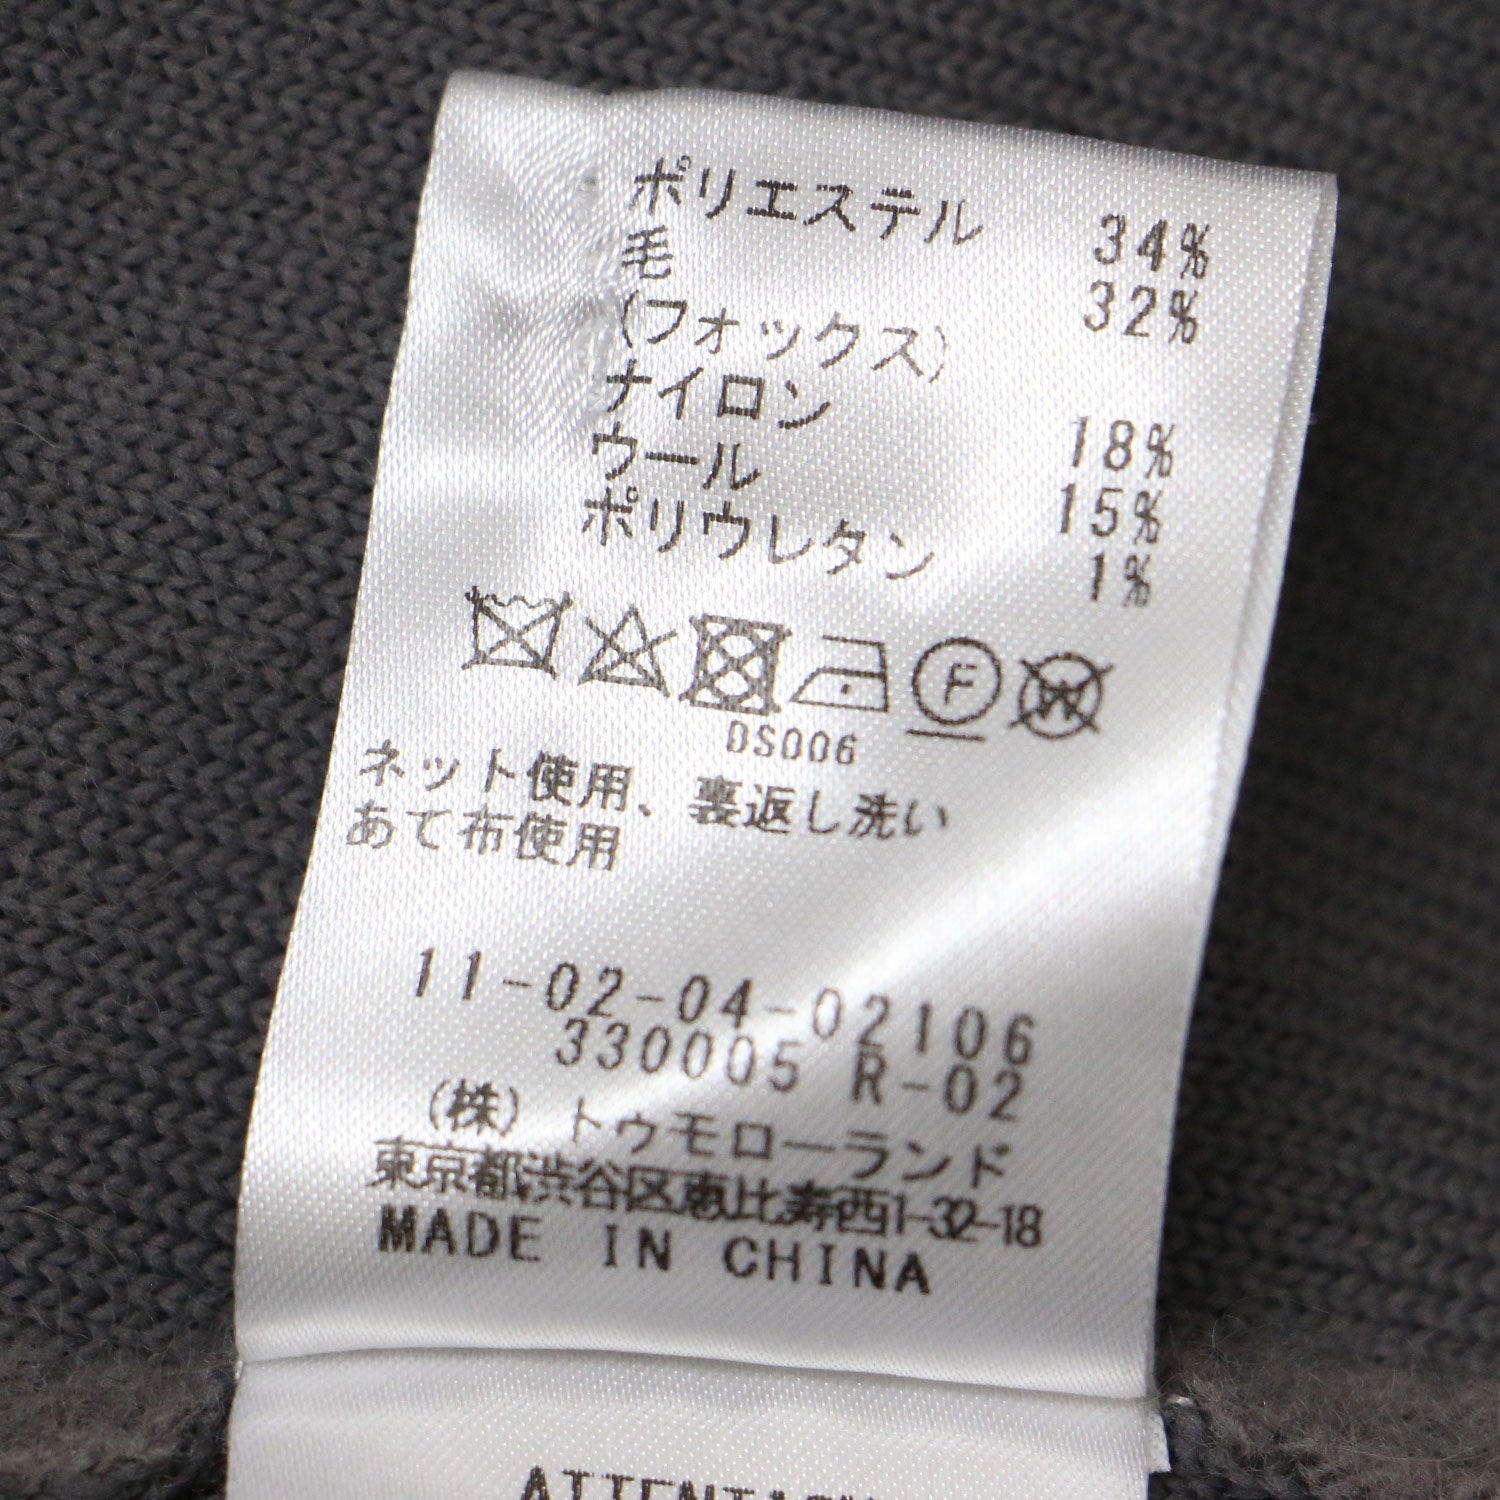 ポリエステル 34%
毛 32%
(フォックス)
ナイロン 18%
ウール 15%
ポリウレタン 1%
F W
DS006
ネット使用、裏返し洗い
あて布使用
11-02-04-02106
330005 R-02
(株)トゥモローランド
東京都渋谷区恵比寿西1-32-18
MADE IN CHINA